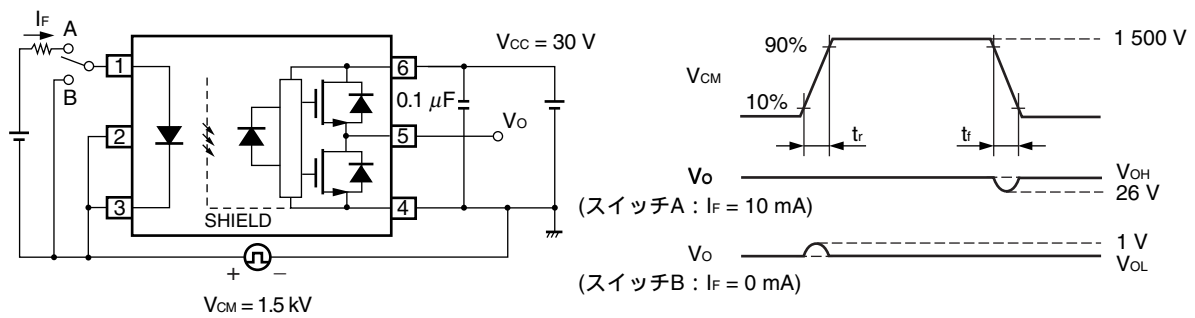 IF
A
B
1
2
3
SHIELD
6
5
4
VCC = 30 V
0.1 μF
VO
+
−
VCM = 1.5 kV
90%
VCM
10%
tr
tf
1 500 V
VO
(スイッチA : IF = 10 mA)
VOH
26 V
VO
(スイッチB : IF = 0 mA)
1 V
VOL